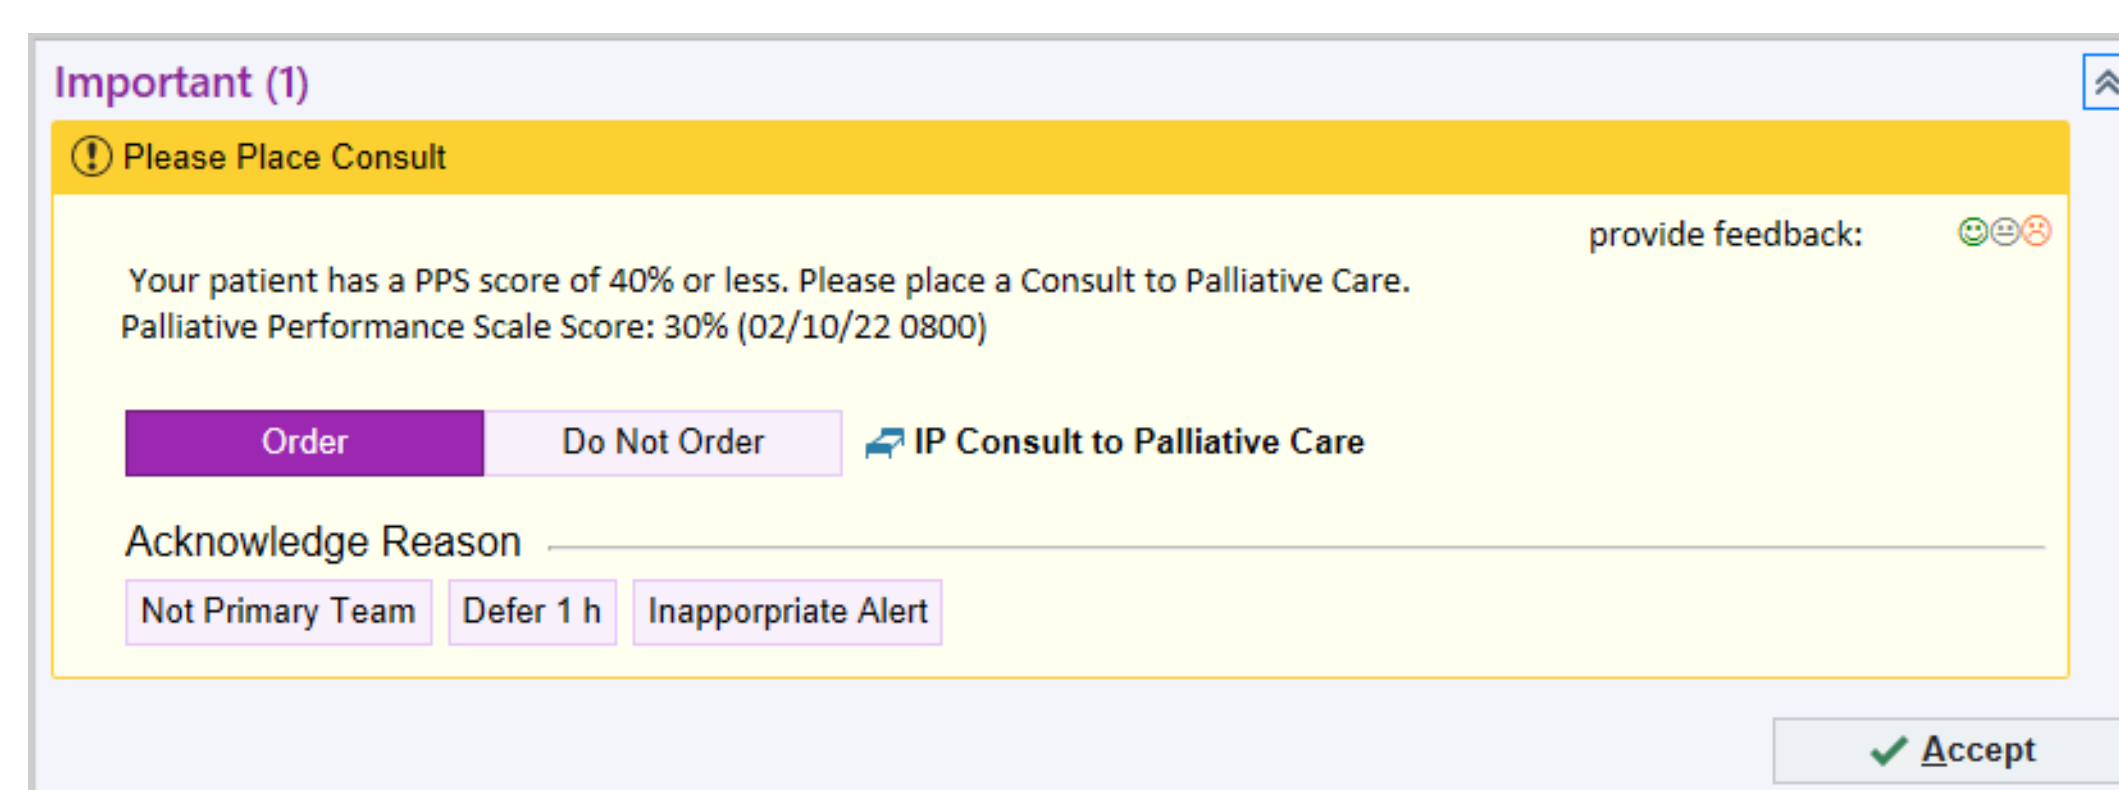 Important (1)
Please Place Consult
provide feedback:
Your patient has a PPS score of 40% or less. Please place a Consult to Palliative Care.
Palliative Performance Scale Score: 30% (02/10/22 0800)
Order Do Not Order IP Consult to Palliative Care
Acknowledge Reason
Not Primary Team Defer 1 h Inapporpriate Alert
Accept